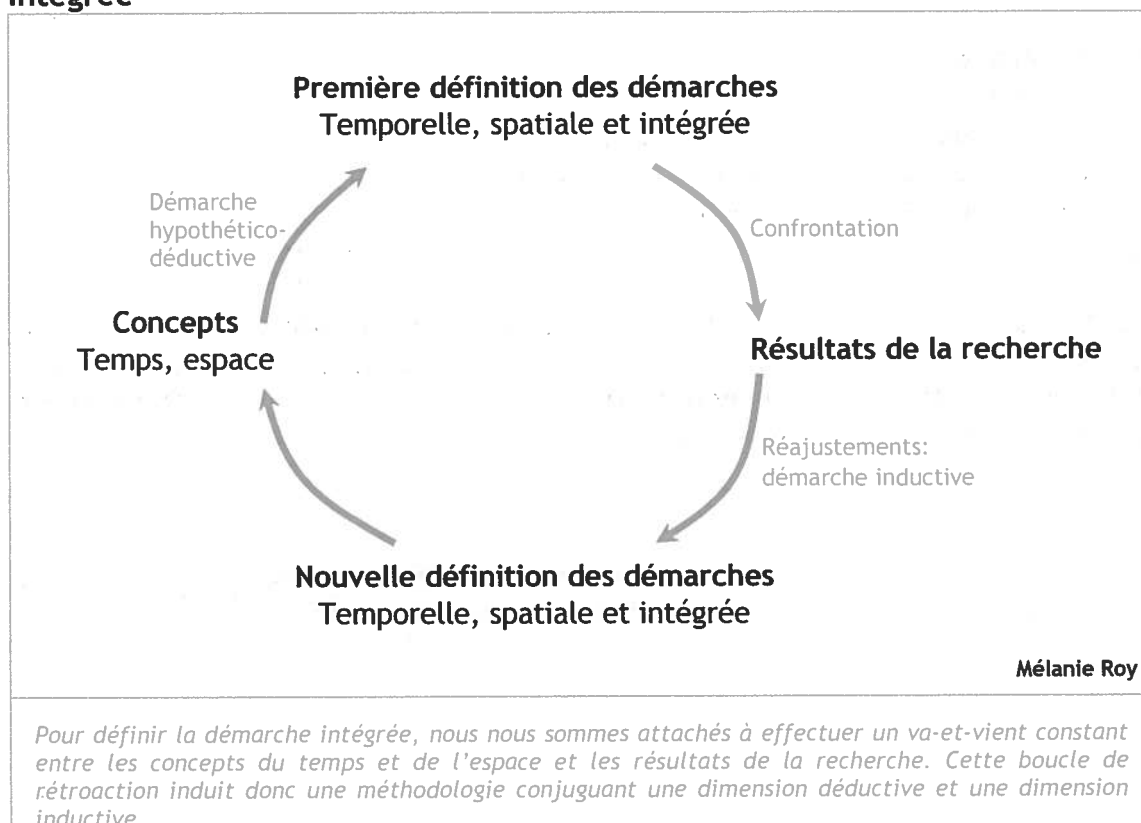 intégrée
Première définition des démarches
Temporelle, spatiale et intégrée
Démarche
hypothético-
déductive
Confrontation
Concepts
Temps, espace
Résultats de la recherche
Réajustements:
démarche inductive
Nouvelle définition des démarches
Temporelle, spatiale et intégrée
Mélanie Roy
Pour définir la démarche intégrée, nous nous sommes attachés à effectuer un va-et-vient constant
entre les concepts du temps et de l'espace et les résultats de la recherche. Cette boucle de
rétroaction induit donc une méthodologie conjuguant une dimension déductive et une dimension
inductive